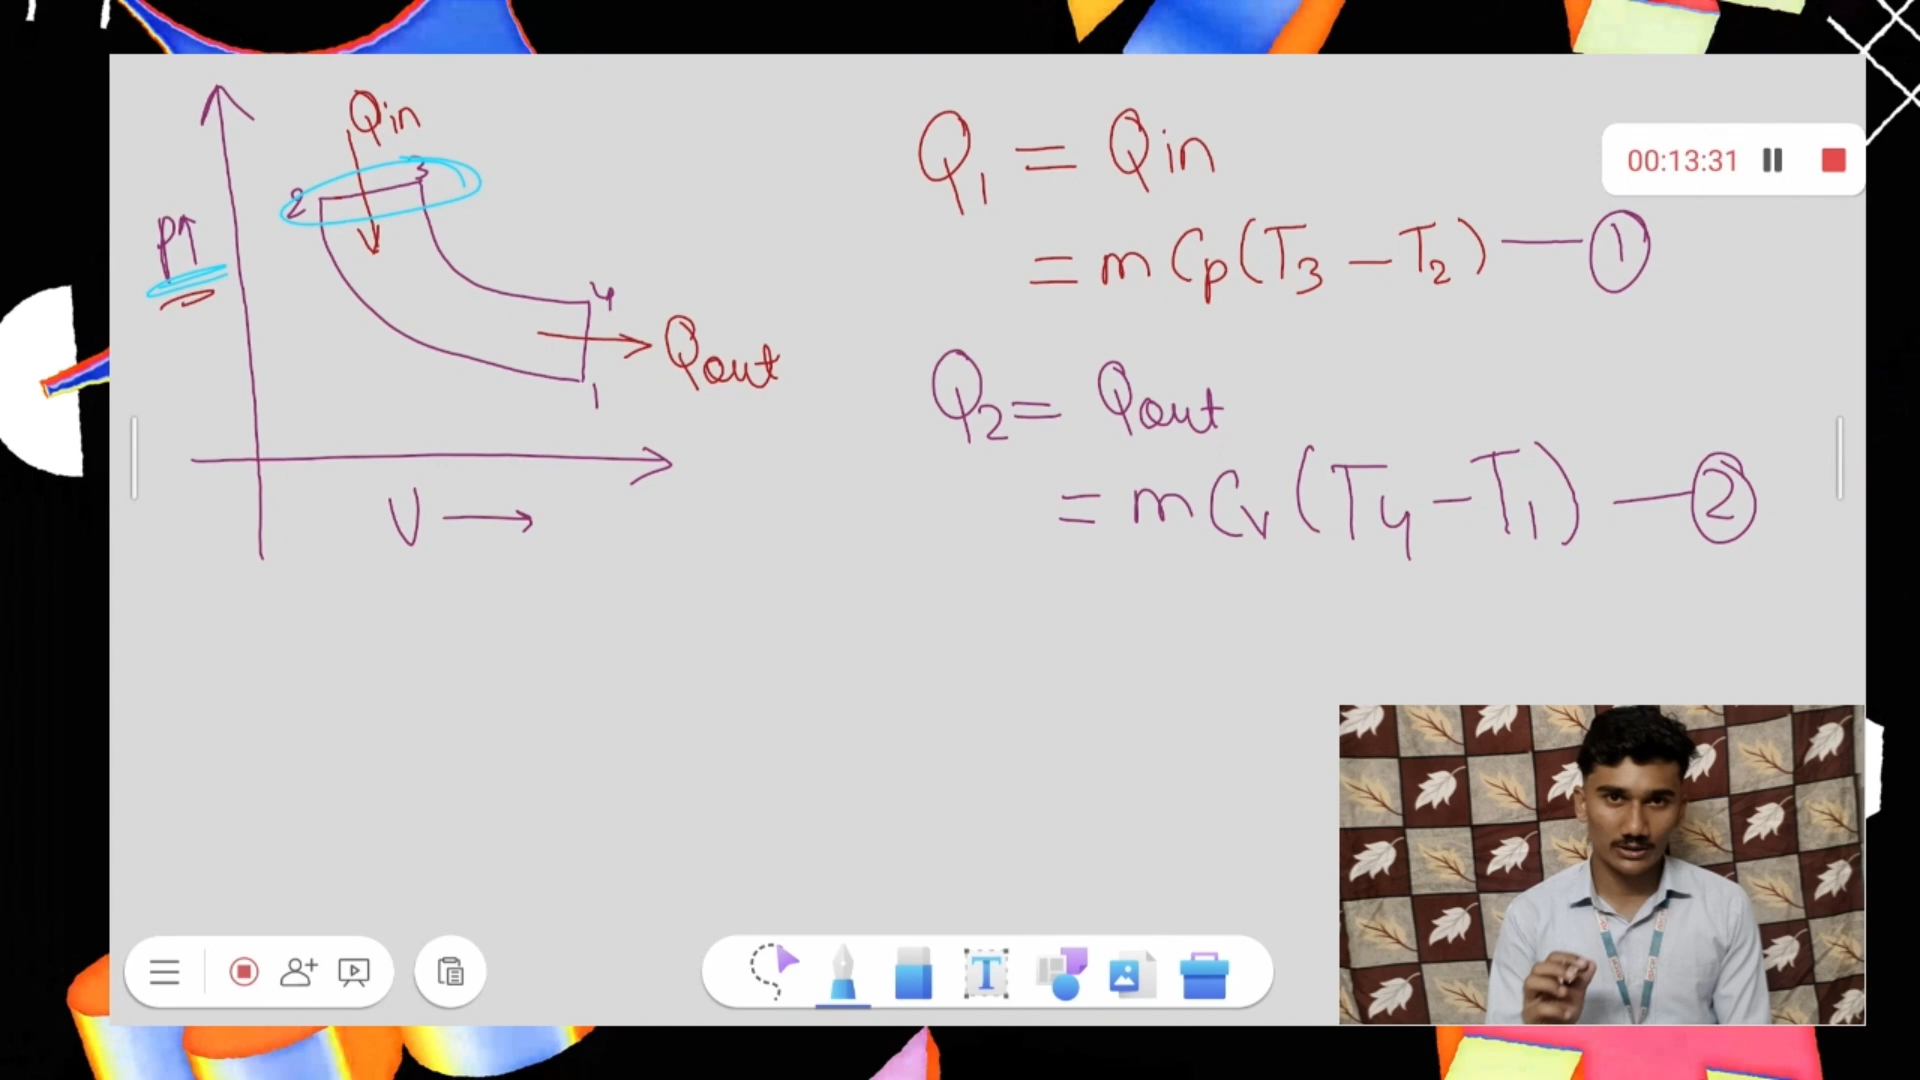 Qin
2
3
P↑
4
Qout
1
V →
Q1 = Qin
= m Cp (T3 - T2) — ①
Q2 = Qout
= m Cv (T4 - T1) — ②
00:13:31
T